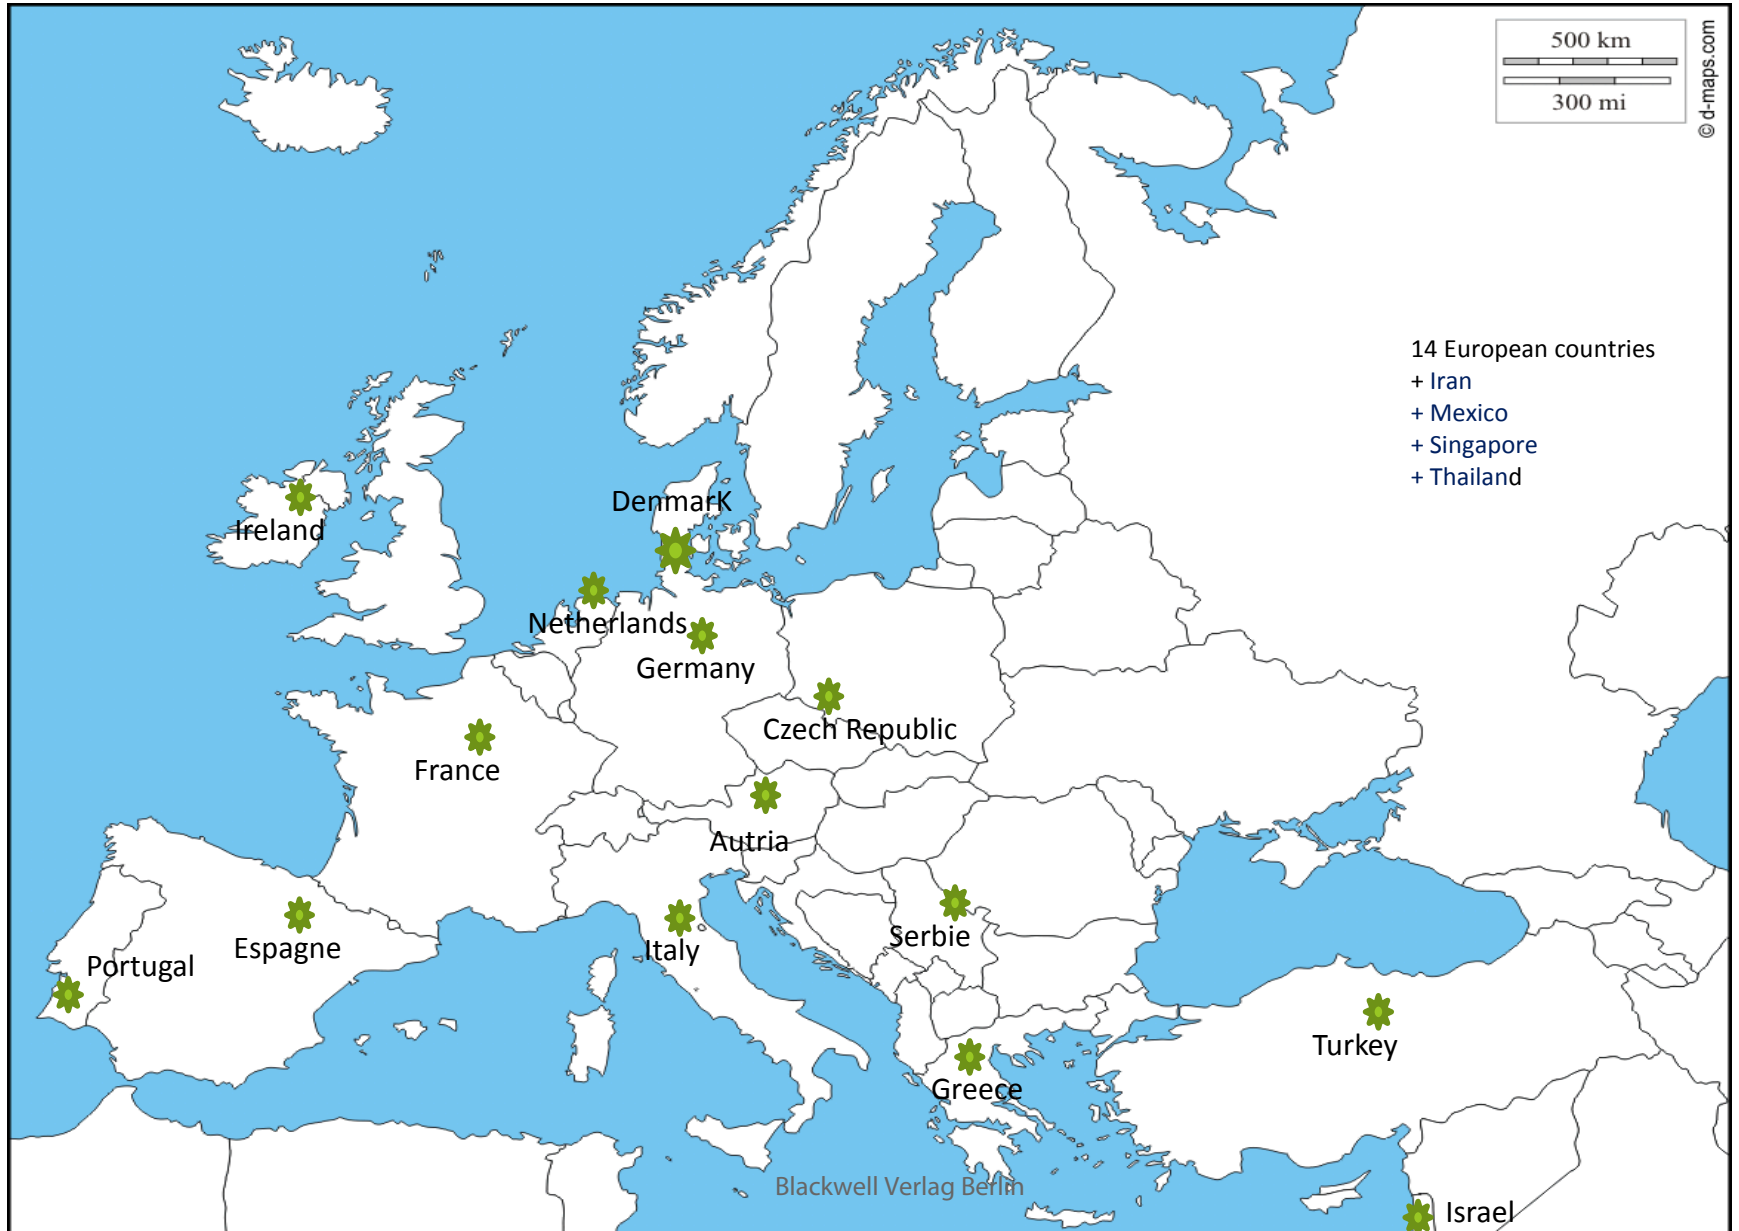 500 km
300 mi
© d-maps.com
14 European countries
+ Iran
+ Mexico
+ Singapore
+ Thailand
DenmarK
Ireland
Netherlands
Germany
Czech Republic
France
Autria
Serbie
Espagne
Italy
Portugal
Turkey
Greece
Blackwell Verlag Berlin
Israel